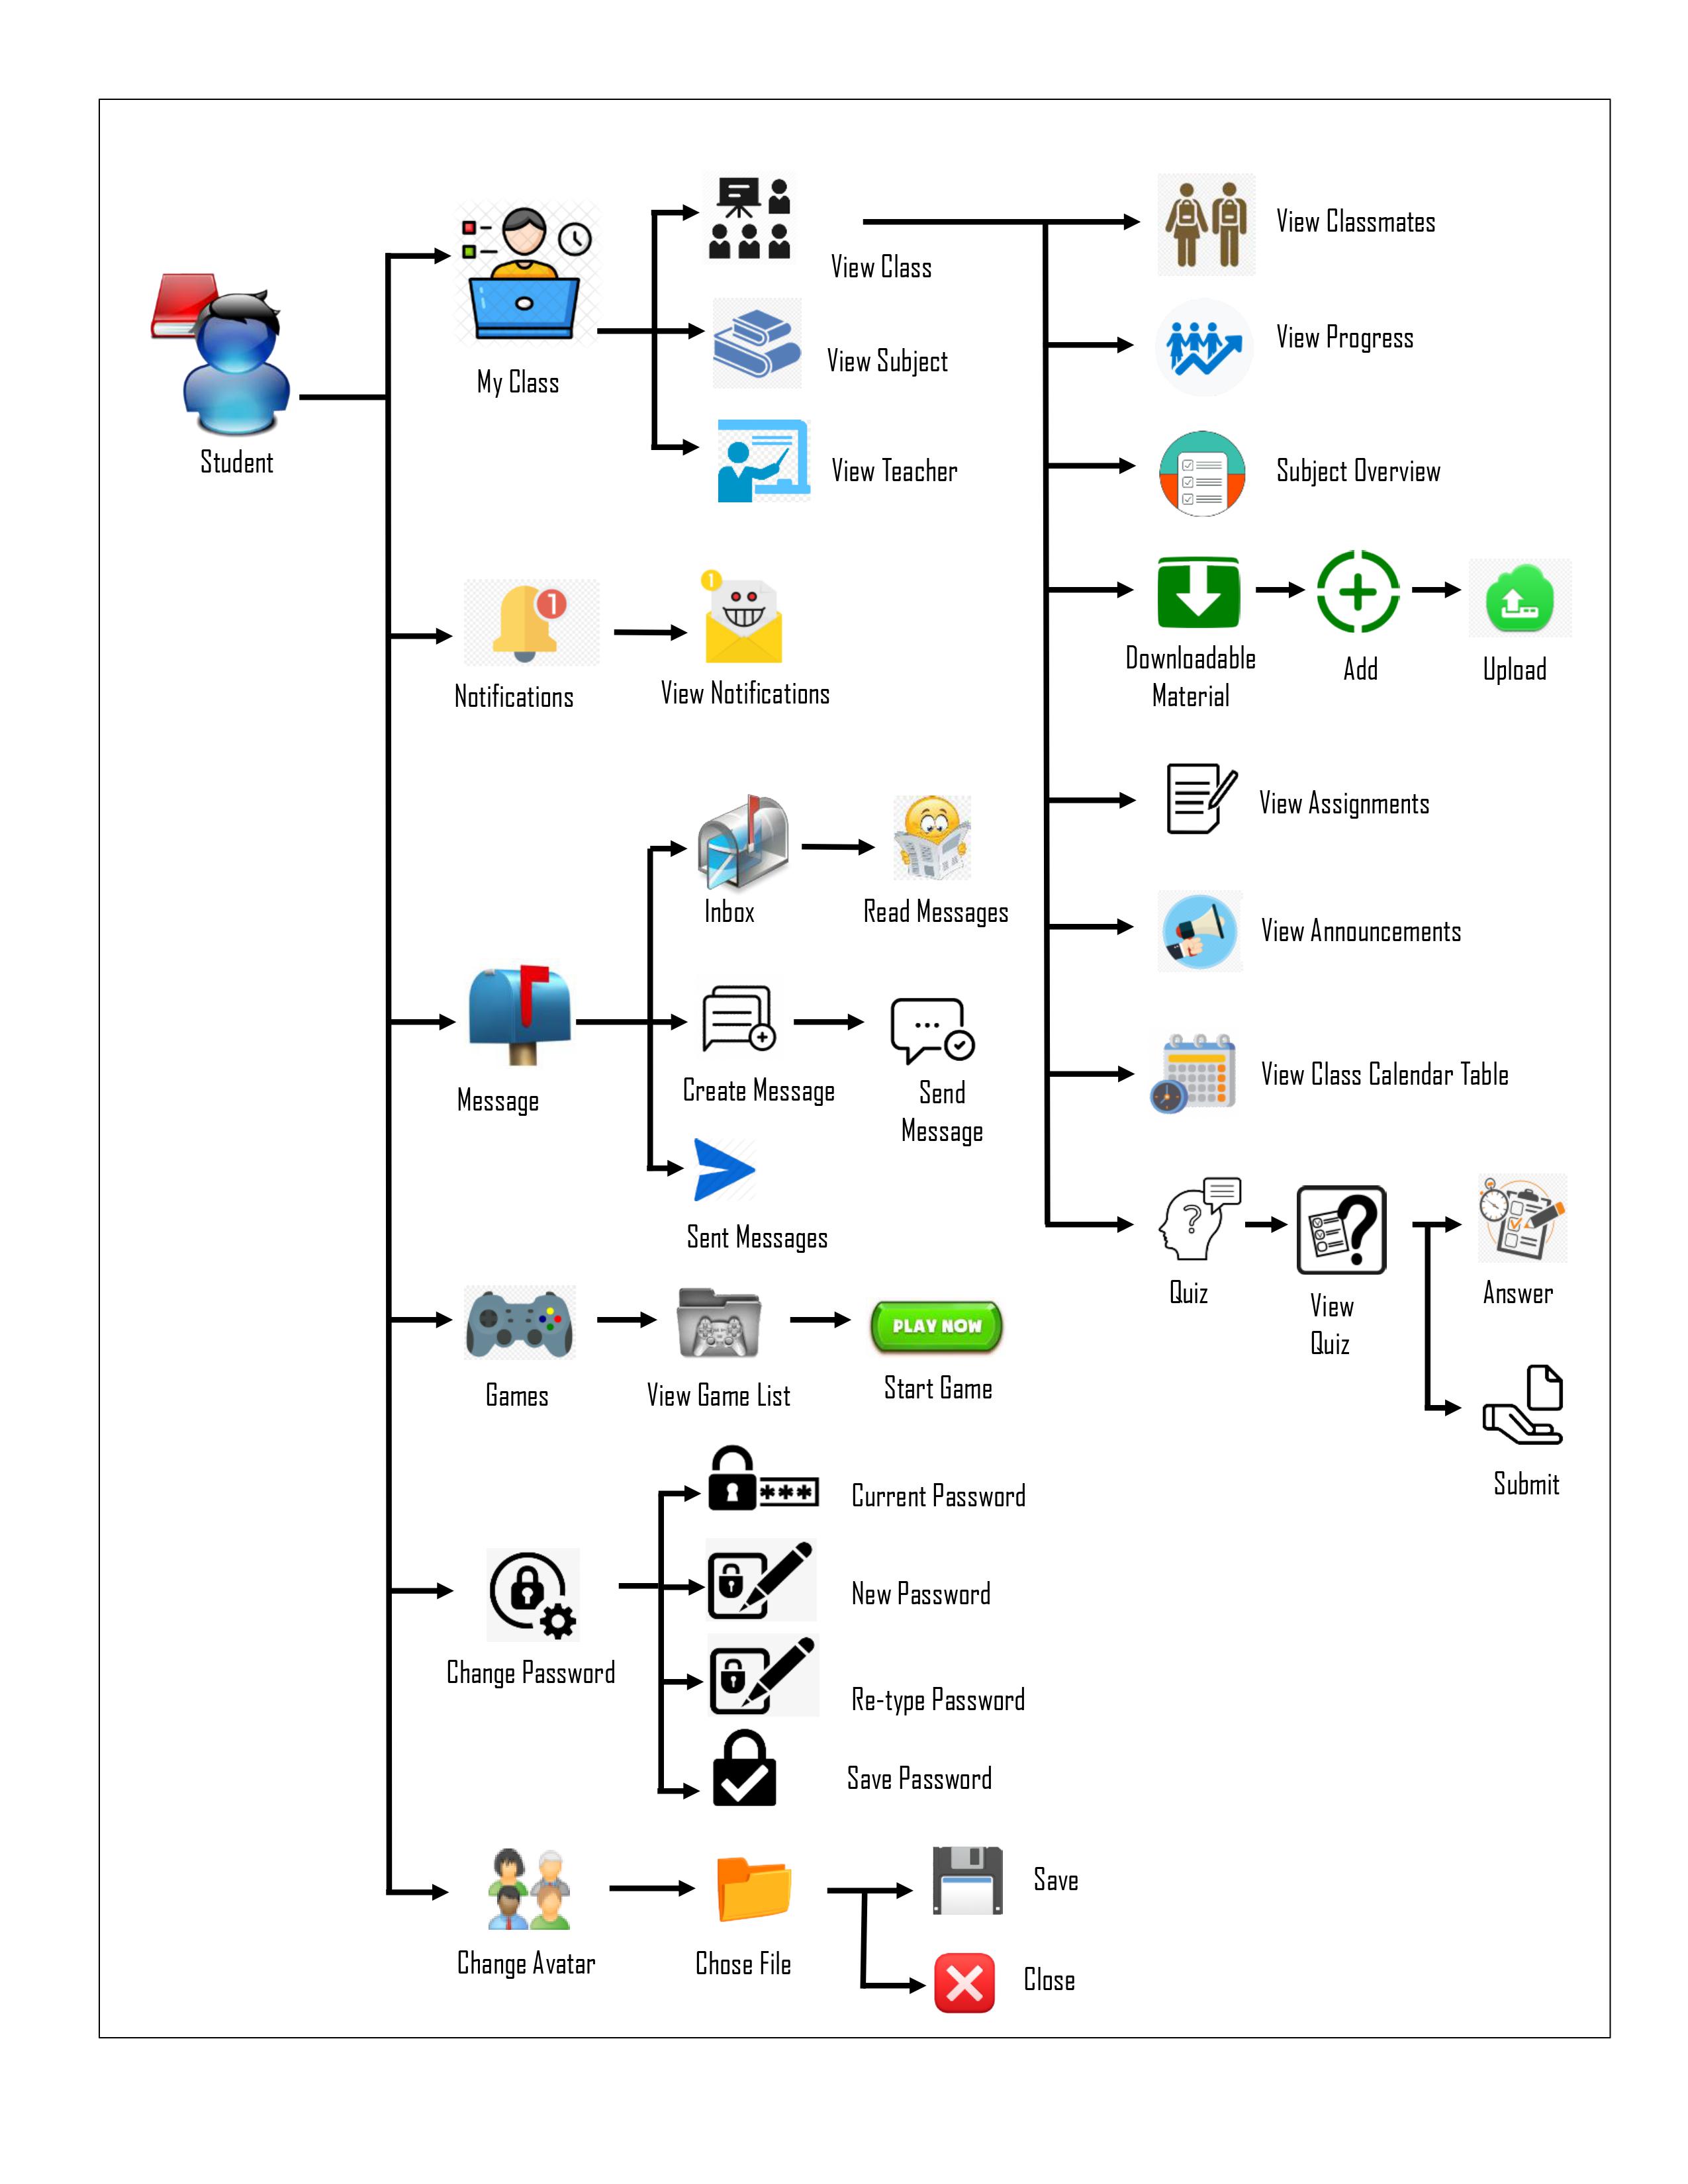 Student
My Class
View Class
View Subject
View Teacher
View Classmates
View Progress
Subject Overview
Downloadable
Material
Add
Upload
View Assignments
View Announcements
View Class Calendar Table
Quiz
View
Quiz
Answer
Submit
1
Notifications
1
View Notifications
Message
Inbox
Read Messages
Create Message
Send
Message
Sent Messages
Games
View Game List
PLAY NOW
Start Game
Change Password
***
Current Password
New Password
Re-type Password
Save Password
Change Avatar
Chose File
Save
Close